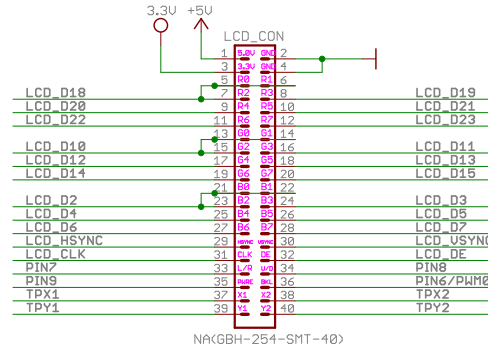 3.3V +5V
LCD_CON
1 5.0V GND 2
3 3.3V GND 4
5 R0 R1 6
LCD_D18 7 R2 R3 8 LCD_D19
LCD_D20 9 R4 R5 10 LCD_D21
LCD_D22 11 R6 R7 12 LCD_D23
13 G0 G1 14
LCD_D10 15 G2 G3 16 LCD_D11
LCD_D12 17 G4 G5 18 LCD_D13
LCD_D14 19 G6 G7 20 LCD_D15
21 B0 B1 22
LCD_D2 23 B2 B3 24 LCD_D3
LCD_D4 25 B4 B5 26 LCD_D5
LCD_D6 27 B6 B7 28 LCD_D7
LCD_HSYNC 29 HSYNC VSYNC 30 LCD_VSYNC
LCD_CLK 31 CLK DE 32 LCD_DE
PIN7 33 L/R U/D 34 PIN8
PIN9 35 PWRE BKL 36 PIN6/PWM0
TPX1 37 X1 X2 38 TPX2
TPY1 39 Y1 Y2 40 TPY2
NA(GBH-254-SMT-40)